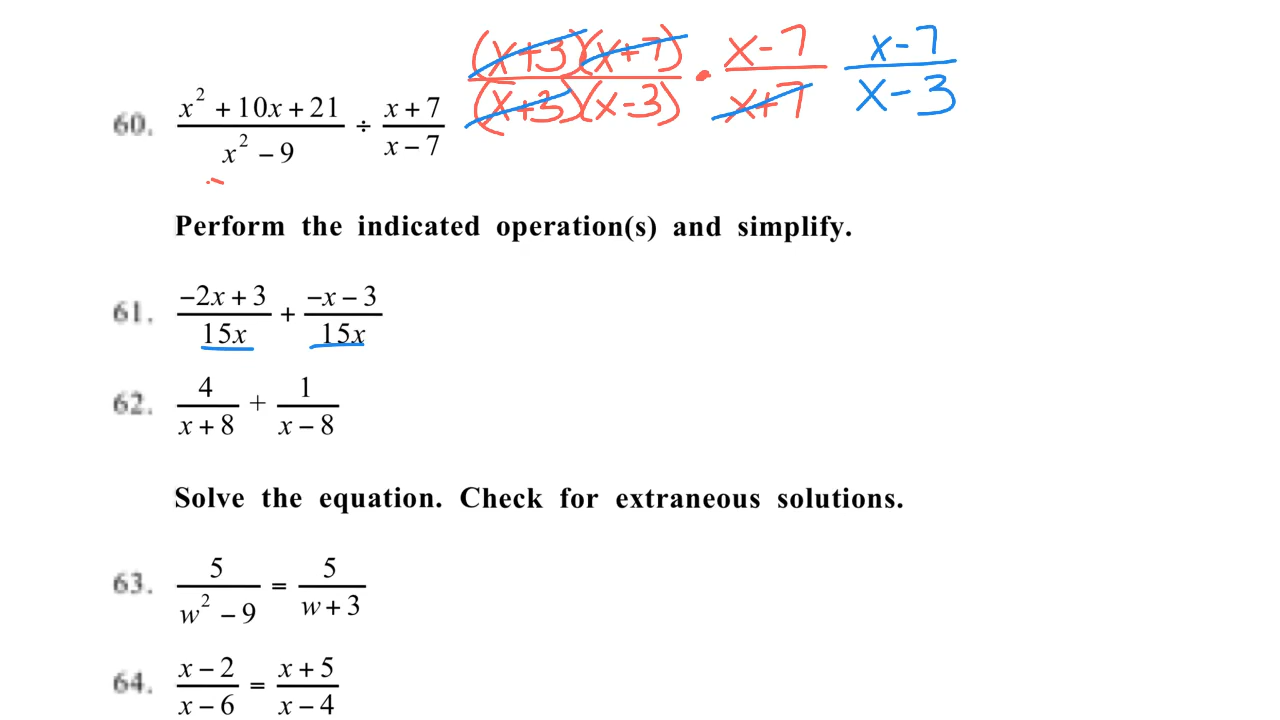 60. (x² + 10x + 21)/(x² − 9) ÷ (x + 7)/(x − 7) (x+3)(x+7)/(x+3)(x-3) · x-7/x+7 x-7/x-3
Perform the indicated operation(s) and simplify.
61. (−2x + 3)/(15x) + (−x − 3)/(15x)
62. 4/(x + 8) + 1/(x − 8)
Solve the equation. Check for extraneous solutions.
63. 5/(w² − 9) = 5/(w + 3)
64. (x − 2)/(x − 6) = (x + 5)/(x − 4)